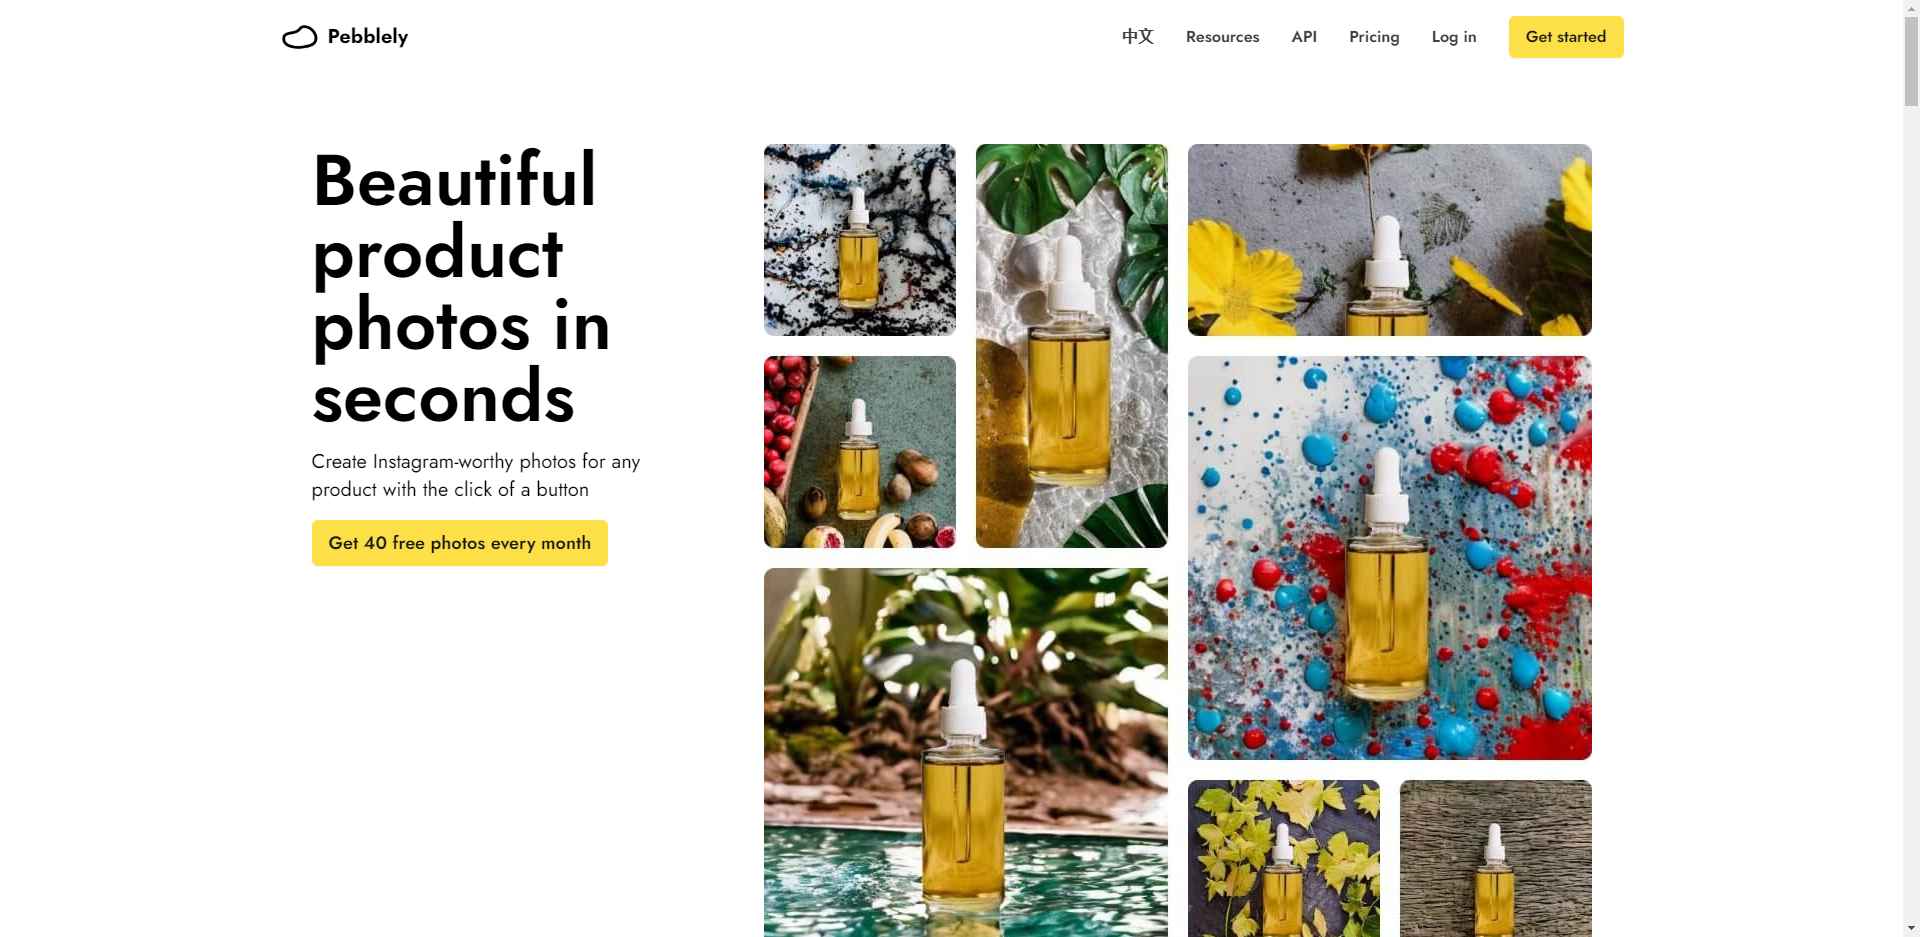 Pebblely
中文
Resources
API
Pricing
Log in
Get started
Beautiful
product
photos in
seconds
Create Instagram-worthy photos for any
product with the click of a button
Get 40 free photos every month